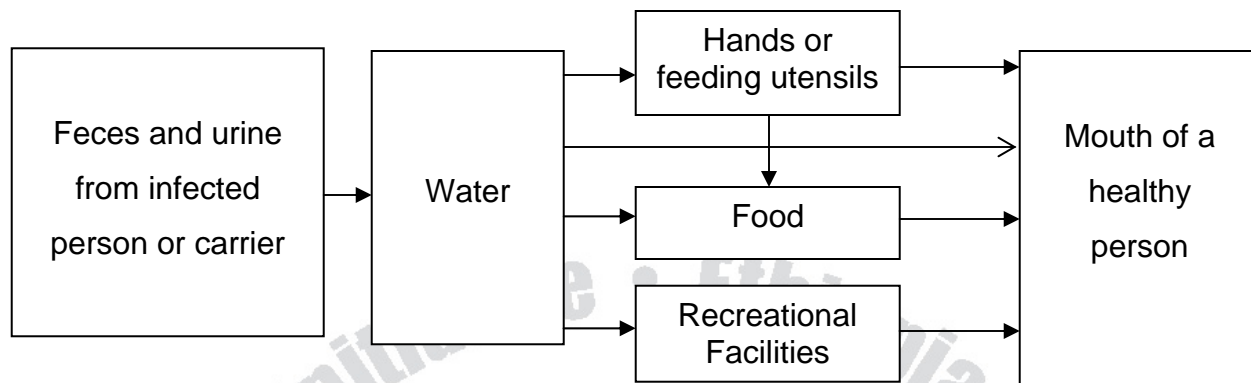 Feces and urine
from infected
person or carrier
Water
Hands or
feeding utensils
Food
Recreational
Facilities
Mouth of a
healthy
person